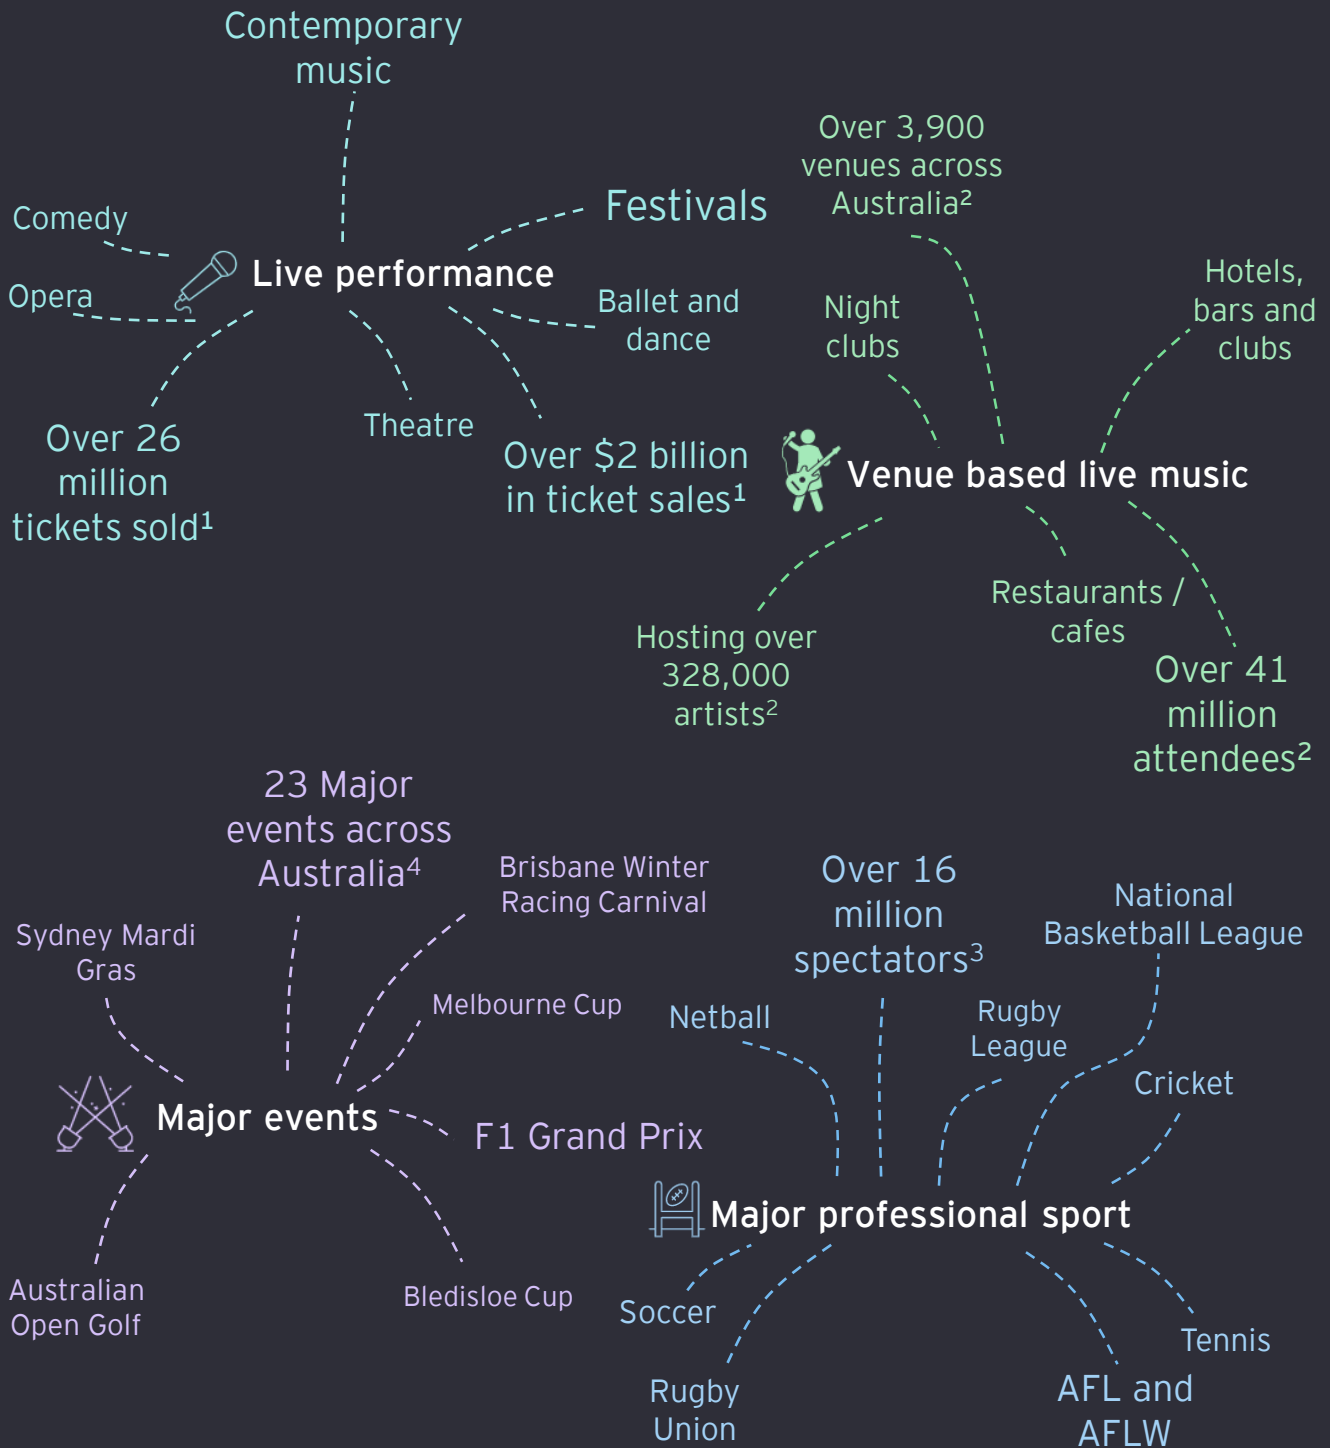 Contemporary
music
Comedy
Opera
Live performance
Festivals
Ballet and
dance
Over 26
million
tickets sold¹
Theatre
Over $2 billion
in ticket sales¹
Over 3,900
venues across
Australia²
Night
clubs
Hotels,
bars and
clubs
Venue based live music
Hosting over
328,000
artists²
Restaurants /
cafes
Over 41
million
attendees²
23 Major
events across
Australia⁴
Brisbane Winter
Racing Carnival
Sydney Mardi
Gras
Melbourne Cup
Major events
F1 Grand Prix
Australian
Open Golf
Bledisloe Cup
Over 16
million
spectators³
National
Basketball League
Netball
Rugby
League
Cricket
Major professional sport
Soccer
Rugby
Union
Tennis
AFL and
AFLW